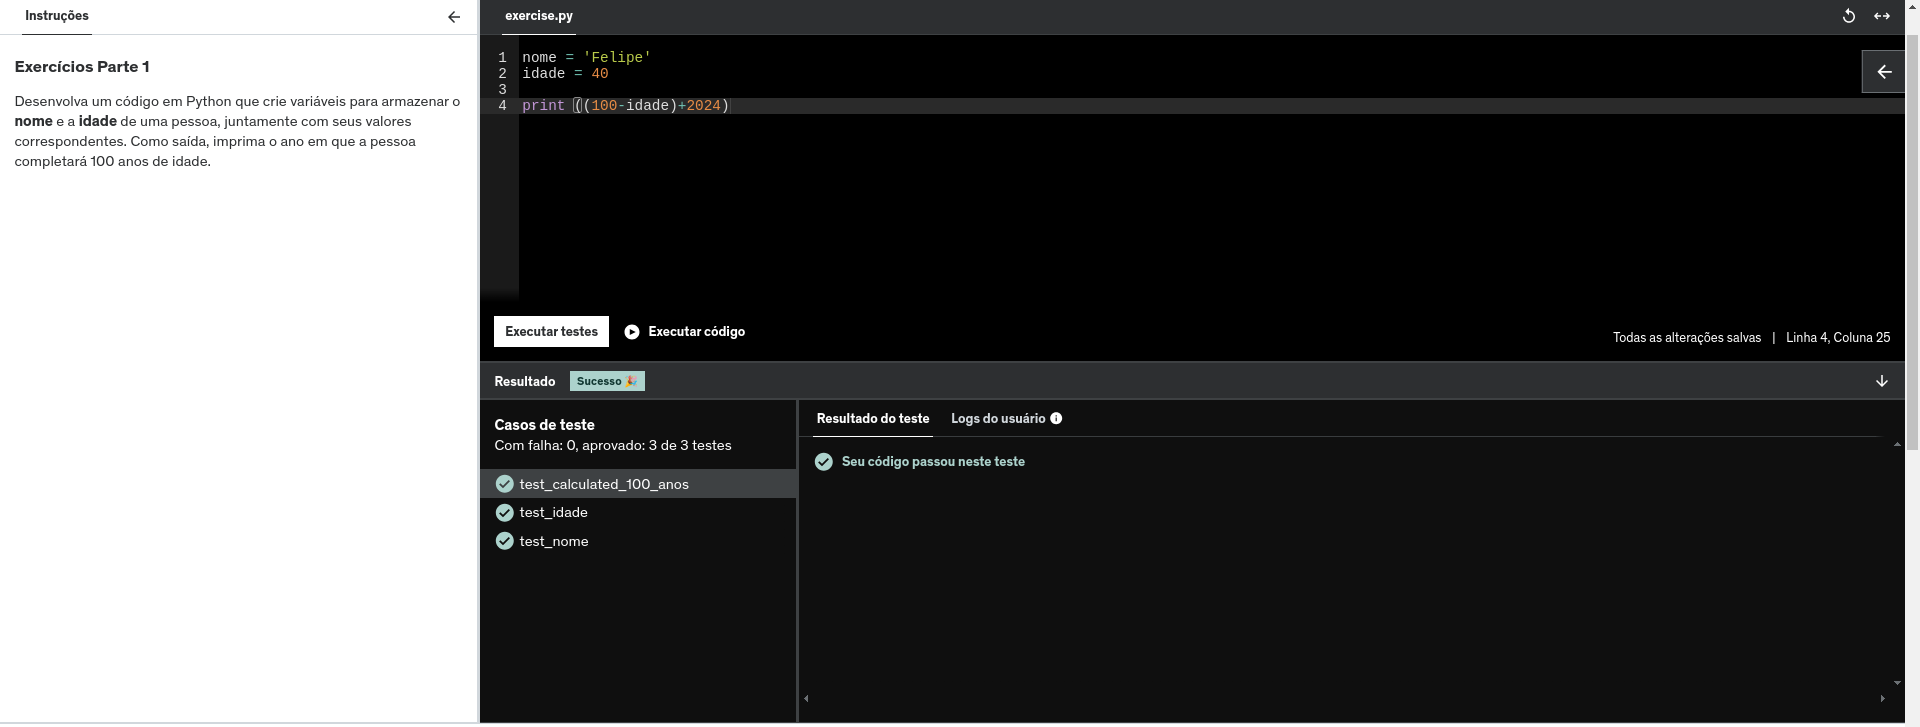 Instruções
Exercícios Parte 1
Desenvolva um código em Python que crie variáveis para armazenar o
nome e a idade de uma pessoa, juntamente com seus valores
correspondentes. Como saída, imprima o ano em que a pessoa
completará 100 anos de idade.
exercise.py
1 nome = 'Felipe'
2 idade = 40
3
4 print ((100-idade)+2024)
Executar testes Executar código
Todas as alterações salvas | Linha 4, Coluna 25
Resultado Sucesso 🎉
Casos de teste
Com falha: 0, aprovado: 3 de 3 testes
test_calculated_100_anos
test_idade
test_nome
Resultado do teste Logs do usuário
Seu código passou neste teste